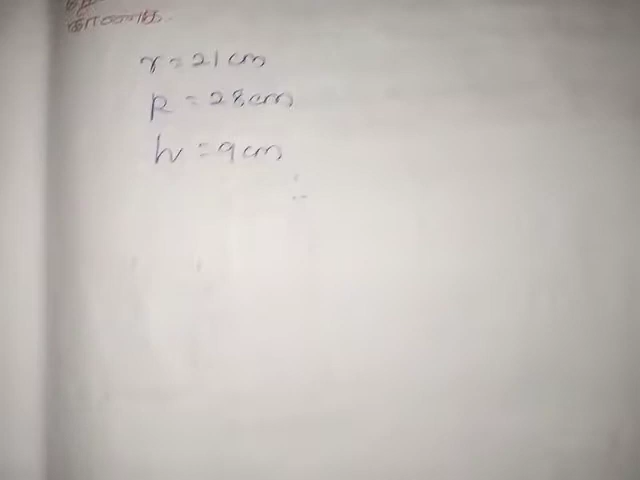 காண்க.
r = 21 cm
R = 28 cm
h = 9 cm